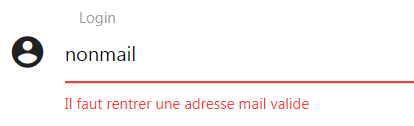 Login
nonmail
Il faut rentrer une adresse mail valide